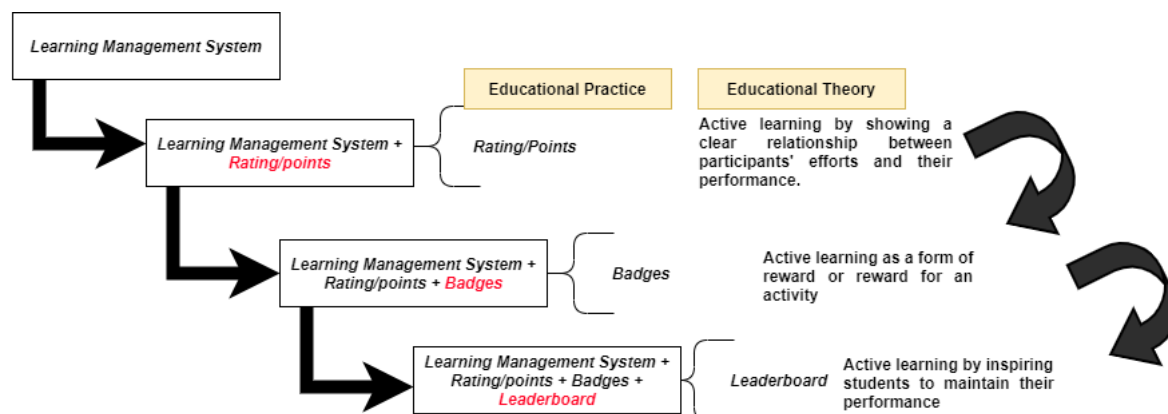 Learning Management System
Educational Practice
Educational Theory
Learning Management System +
Rating/points
Rating/Points
Active learning by showing a
clear relationship between
participants' efforts and their
performance.
Learning Management System +
Rating/points + Badges
Badges
Active learning as a form of
reward or reward for an
activity
Learning Management System +
Rating/points + Badges +
Leaderboard
Leaderboard
Active learning by inspiring
students to maintain their
performance